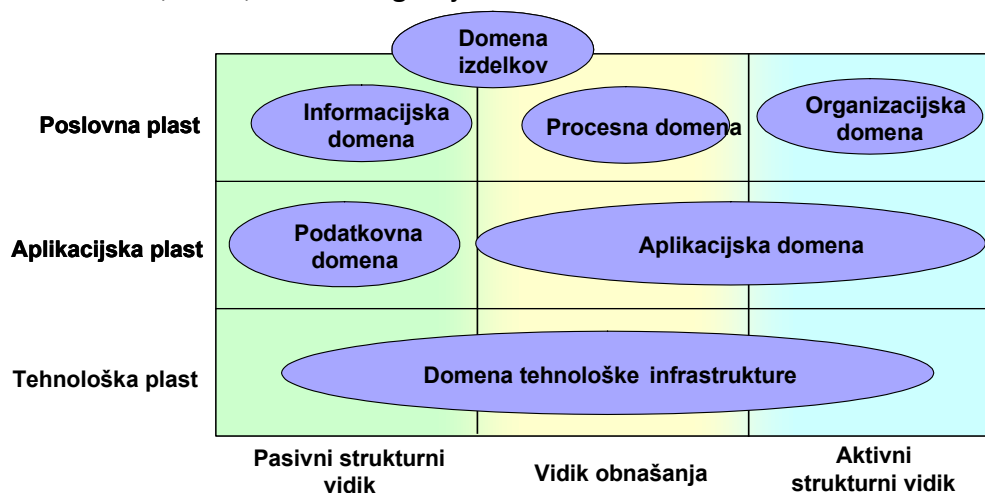 Domena
izdelkov
Poslovna plast
Informacijska
domena
Procesna domena
Organizacijska
domena
Aplikacijska plast
Podatkovna
domena
Aplikacijska domena
Tehnološka plast
Domena tehnološke infrastrukture
Pasivni strukturni
vidik
Vidik obnašanja
Aktivni
strukturni vidik